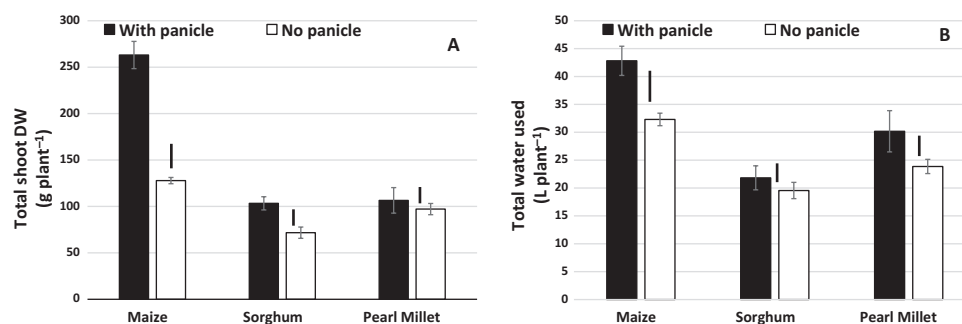 With panicle No panicle
A
Total shoot DW
(g plant⁻¹)
300
250
200
150
100
50
0
Maize Sorghum Pearl Millet
With panicle No panicle
B
Total water used
(L plant⁻¹)
50
45
40
35
30
25
20
15
10
5
0
Maize Sorghum Pearl Millet